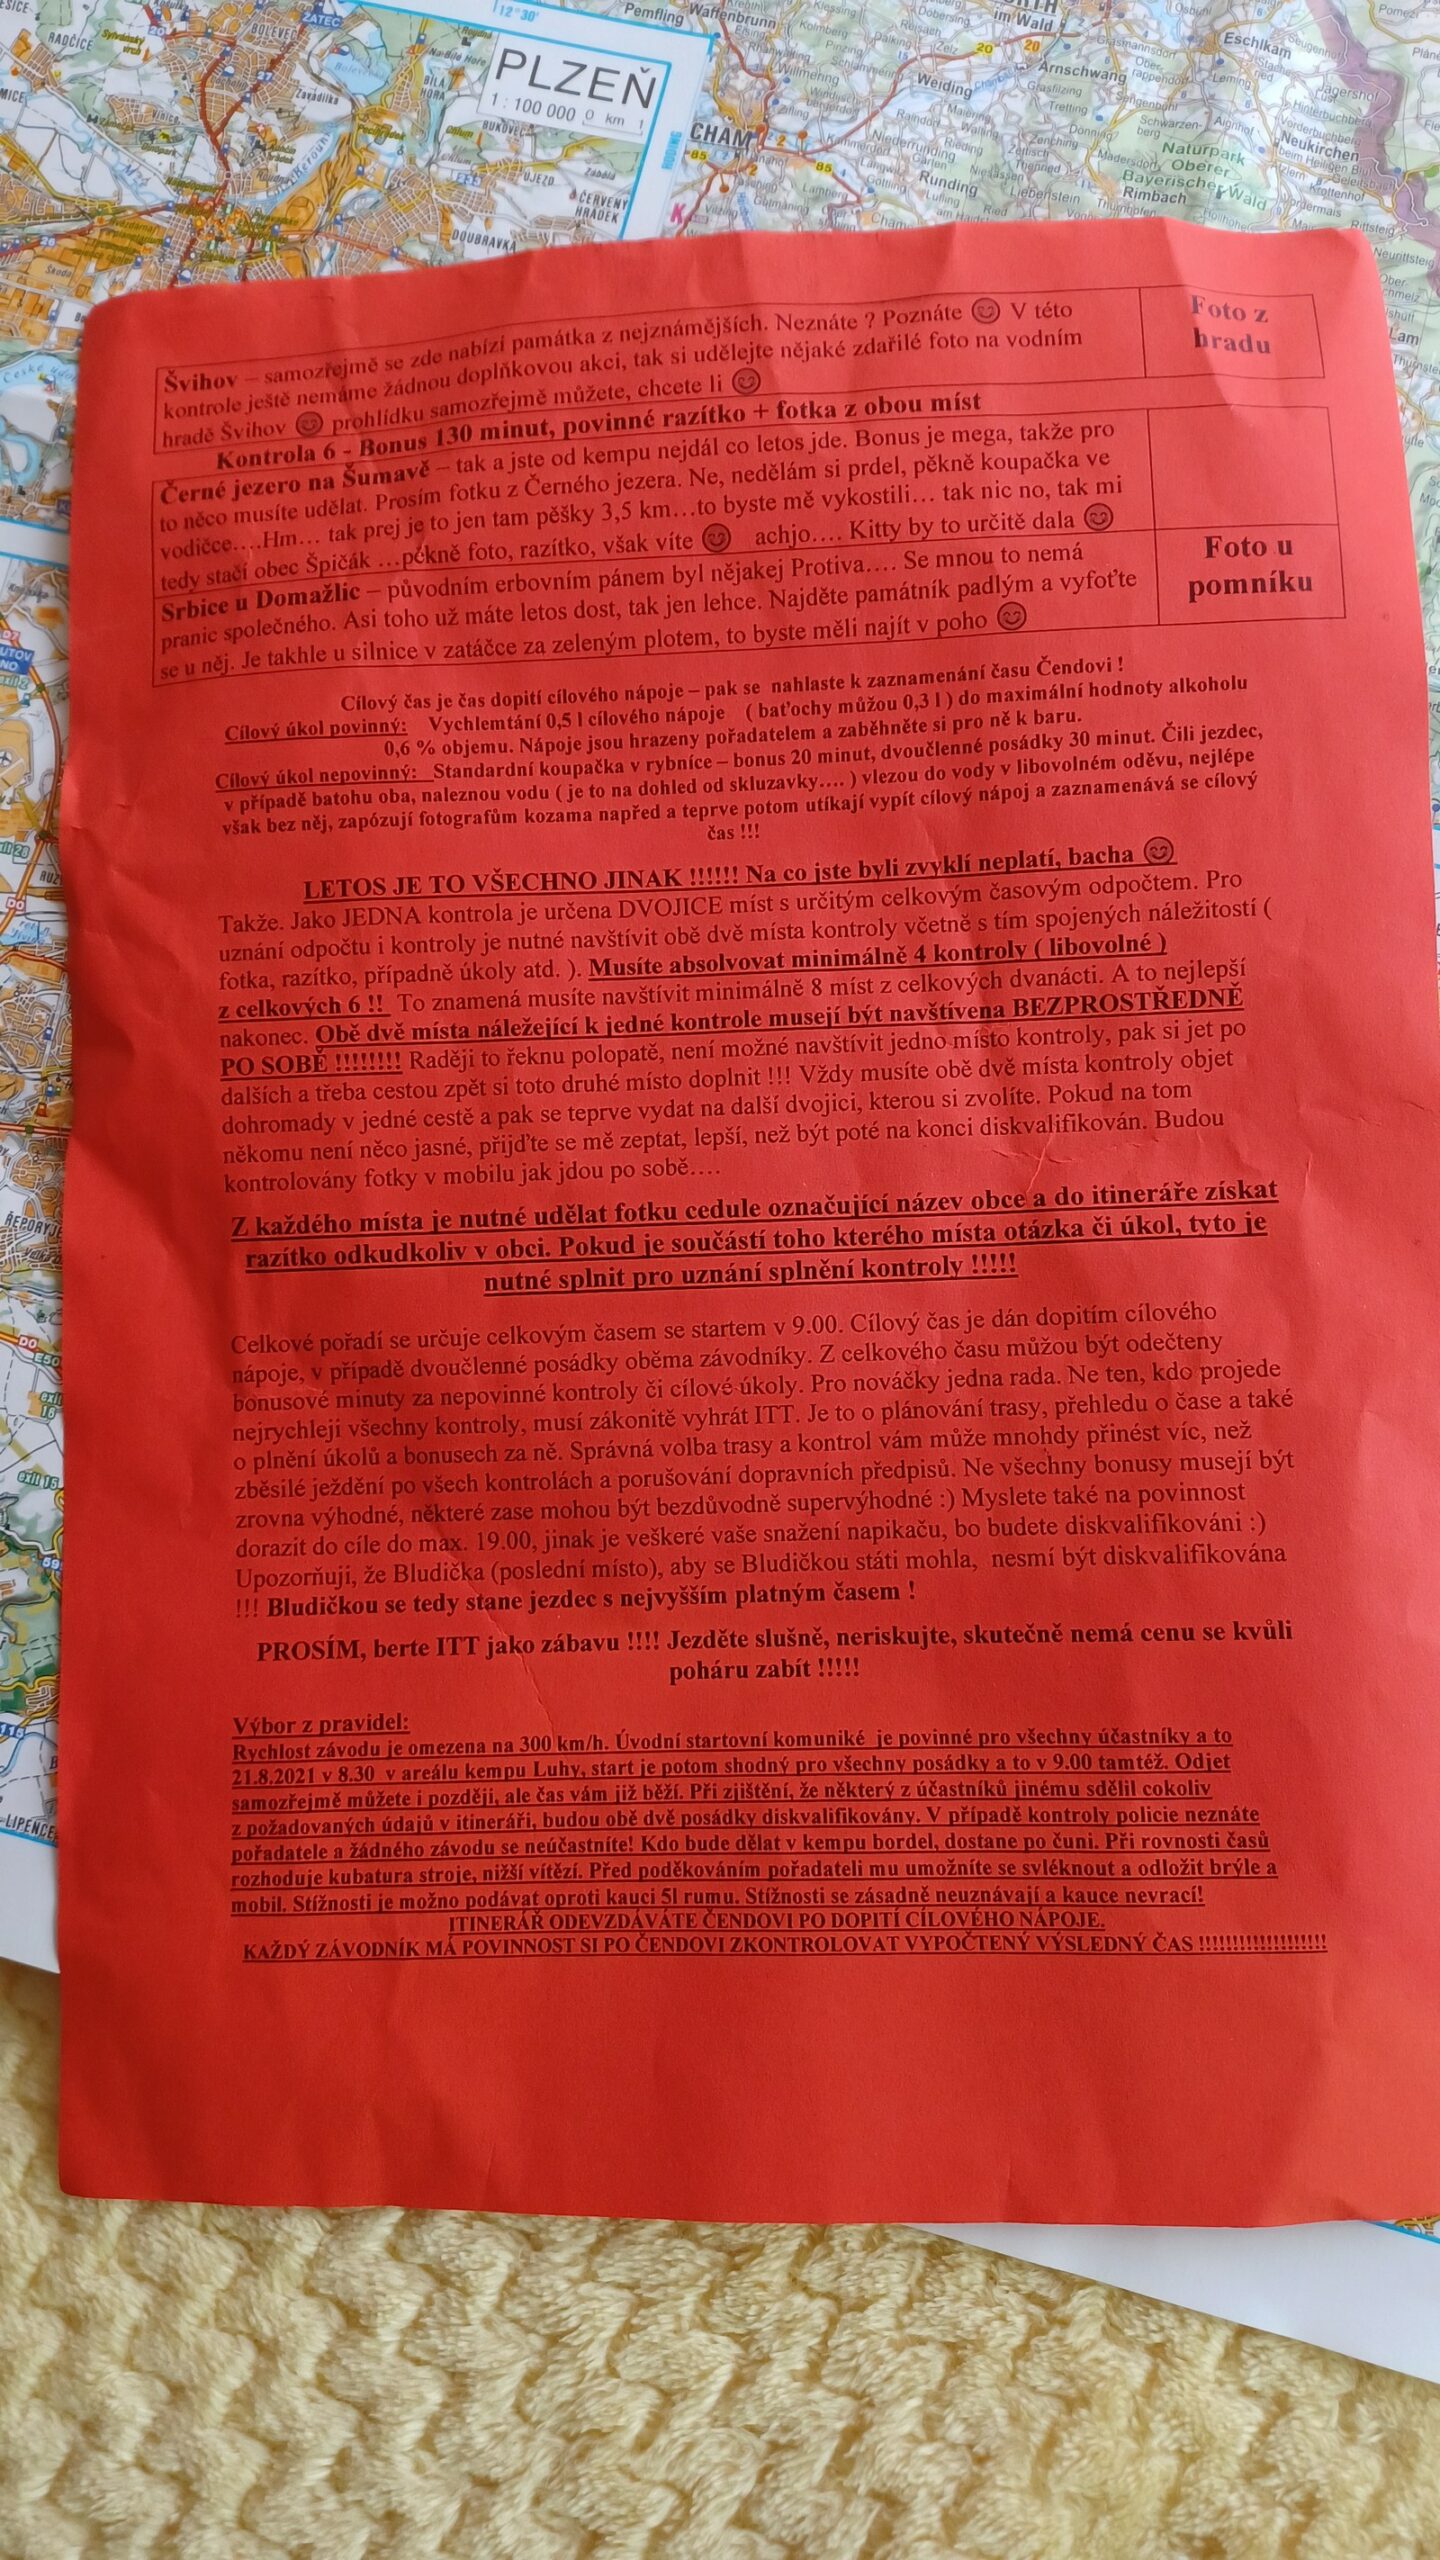 PLZEŇ
1 : 100 000
12°30'
Pemfling
Waffenbrunn
CHAM
Weiding
Arnschwang
Eschlkam
Neukirchen
Runding
Rimbach
Naturpark
Oberer
Bayerischer Wald
DOUBRAVKA
ČERVENÝ
HRÁDEK
ÚJEZD
BUKOVEC
BÍLÁ
HORA
BOLEVEC
RADČICE
Švihov – samozřejmě se zde nabízí památka z nejznámějších. Neznáte ? Poznáte 😊 V této
kontrole ještě nemáme žádnou doplňkovou akci, tak si udělejte nějaké zdařilé foto na vodním
hradě Švihov 😊 prohlídku samozřejmě můžete, chcete li 😊
Foto z
hradu
Kontrola 6 - Bonus 130 minut, povinné razítko + fotka z obou míst
Černé jezero na Šumavě – tak a jste od kempu nejdál co letos jde. Bonus je mega, takže pro
to něco musíte udělat. Prosím fotku z Černého jezera. Ne, nedělám si prdel, pěkně koupačka ve
vodičce….Hm… tak prej je to jen tam pěšky 3,5 km…to byste mě vykostili… tak nic no, tak mi
tedy stačí obec Špičák …pěkně foto, razítko, však víte 😊 achjo…. Kitty by to určitě dala 😊
Srbice u Domažlic – původním erbovním pánem byl nějakej Protiva…. Se mnou to nemá
pranic společného. Asi toho už máte letos dost, tak jen lehce. Najděte památník padlým a vyfoťte
se u něj. Je takhle u silnice v zatáčce za zeleným plotem, to byste měli najít v poho 😊
Foto u
pomníku
Cílový čas je čas dopití cílového nápoje – pak se nahlaste k zaznamenání času Čendovi !
Cílový úkol povinný: Vychlemtání 0,5 l cílového nápoje ( baťochy můžou 0,3 l ) do maximální hodnoty alkoholu
0,6 % objemu. Nápoje jsou hrazeny pořadatelem a zaběhněte si pro ně k baru.
Cílový úkol nepovinný: Standardní koupačka v rybníce – bonus 20 minut, dvoučlenné posádky 30 minut. Čili jezdec,
v případě batohu oba, naleznou vodu ( je to na dohled od skluzavky…. ) vlezou do vody v libovolném oděvu, nejlépe
však bez něj, zapózují fotografům kozama napřed a teprve potom utíkají vypít cílový nápoj a zaznamenává se cílový
čas !!!
LETOS JE TO VŠECHNO JINAK !!!!!! Na co jste byli zvyklí neplatí, bacha 😊
Takže. Jako JEDNA kontrola je určena DVOJICE míst s určitým celkovým časovým odpočtem. Pro
uznání odpočtu i kontroly je nutné navštívit obě dvě místa kontroly včetně s tím spojených náležitostí (
fotka, razítko, případně úkoly atd. ). Musíte absolvovat minimálně 4 kontroly ( libovolné )
z celkových 6 !! To znamená musíte navštívit minimálně 8 míst z celkových dvanácti. A to nejlepší
nakonec. Obě dvě místa náležející k jedné kontrole musejí být navštívena BEZPROSTŘEDNĚ
PO SOBĚ !!!!!!!! Raději to řeknu polopatě, není možné navštívit jedno místo kontroly, pak si jet po
dalších a třeba cestou zpět si toto druhé místo doplnit !!! Vždy musíte obě dvě místa kontroly objet
dohromady v jedné cestě a pak se teprve vydat na další dvojici, kterou si zvolíte. Pokud na tom
někomu není něco jasné, přijďte se mě zeptat, lepší, než být poté na konci diskvalifikován. Budou
kontrolovány fotky v mobilu jak jdou po sobě….
Z každého místa je nutné udělat fotku cedule označující název obce a do itineráře získat
razítko odkudkoliv v obci. Pokud je součástí toho kterého místa otázka či úkol, tyto je
nutné splnit pro uznání splnění kontroly !!!!!
Celkové pořadí se určuje celkovým časem se startem v 9.00. Cílový čas je dán dopitím cílového
nápoje, v případě dvoučlenné posádky oběma závodníky. Z celkového času můžou být odečteny
bonusové minuty za nepovinné kontroly či cílové úkoly. Pro nováčky jedna rada. Ne ten, kdo projede
nejrychleji všechny kontroly, musí zákonitě vyhrát ITT. Je to o plánování trasy, přehledu o čase a také
o plnění úkolů a bonusech za ně. Správná volba trasy a kontrol vám může mnohdy přinést víc, než
zběsilé ježdění po všech kontrolách a porušování dopravních předpisů. Ne všechny bonusy musejí být
zrovna výhodné, některé zase mohou být bezdůvodně supervýhodné :) Myslete také na povinnost
dorazit do cíle do max. 19.00, jinak je veškeré vaše snažení napikaču, bo budete diskvalifikováni :)
Upozorňuji, že Bludička (poslední místo), aby se Bludičkou státi mohla, nesmí být diskvalifikována
!!! Bludičkou se tedy stane jezdec s nejvyšším platným časem !
PROSÍM, berte ITT jako zábavu !!!! Jezděte slušně, neriskujte, skutečně nemá cenu se kvůli
poháru zabít !!!!!
Výbor z pravidel:
Rychlost závodu je omezena na 300 km/h. Úvodní startovní komuniké je povinné pro všechny účastníky a to
21.8.2021 v 8.30 v areálu kempu Luhy, start je potom shodný pro všechny posádky a to v 9.00 tamtéž. Odjet
samozřejmě můžete i později, ale čas vám již běží. Při zjištění, že některý z účastníků jinému sdělil cokoliv
z požadovaných údajů v itineráři, budou obě dvě posádky diskvalifikovány. V případě kontroly policie neznáte
pořadatele a žádného závodu se neúčastníte! Kdo bude dělat v kempu bordel, dostane po čuni. Při rovnosti časů
rozhoduje kubatura stroje, nižší vítězí. Před poděkováním pořadateli mu umožníte se svléknout a odložit brýle a
mobil. Stížnosti je možno podávat oproti kauci 5l rumu. Stížnosti se zásadně neuznávají a kauce nevrací!
ITINERÁŘ ODEVZDÁVÁTE ČENDOVI PO DOPITÍ CÍLOVÉHO NÁPOJE.
KAŽDÝ ZÁVODNÍK MÁ POVINNOST SI PO ČENDOVI ZKONTROLOVAT VYPOČTENÝ VÝSLEDNÝ ČAS !!!!!!!!!!!!!!!!!!!!